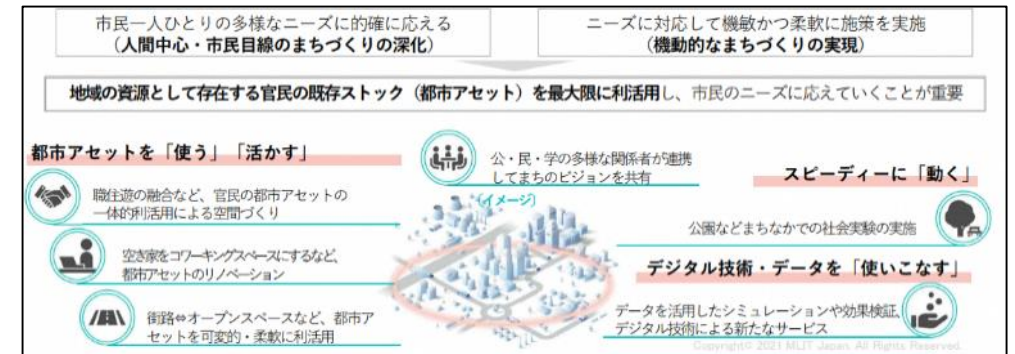 市民一人ひとりの多様なニーズに的確に応える
（人間中心・市民目線のまちづくりの深化）
ニーズに対応して機敏かつ柔軟に施策を実施
（機動的なまちづくりの実現）
地域の資源として存在する官民の既存ストック（都市アセット）を最大限に利活用し、市民のニーズに応えていくことが重要
都市アセットを「使う」「活かす」
職住遊の融合など、官民の都市アセットの
一体的利活用による空間づくり
空き家をコワーキングスペースにするなど、
都市アセットのリノベーション
街路⇔オープンスペースなど、都市ア
セットを可変的・柔軟に利活用
公・民・学の多様な関係者が連携
してまちのビジョンを共有
（イメージ）
スピーディーに「動く」
公園などまちなかでの社会実験の実施
デジタル技術・データを「使いこなす」
データを活用したシミュレーションや効果検証、
デジタル技術による新たなサービス
Copyright© 2021 MLIT Japan. All Rights Reserved.